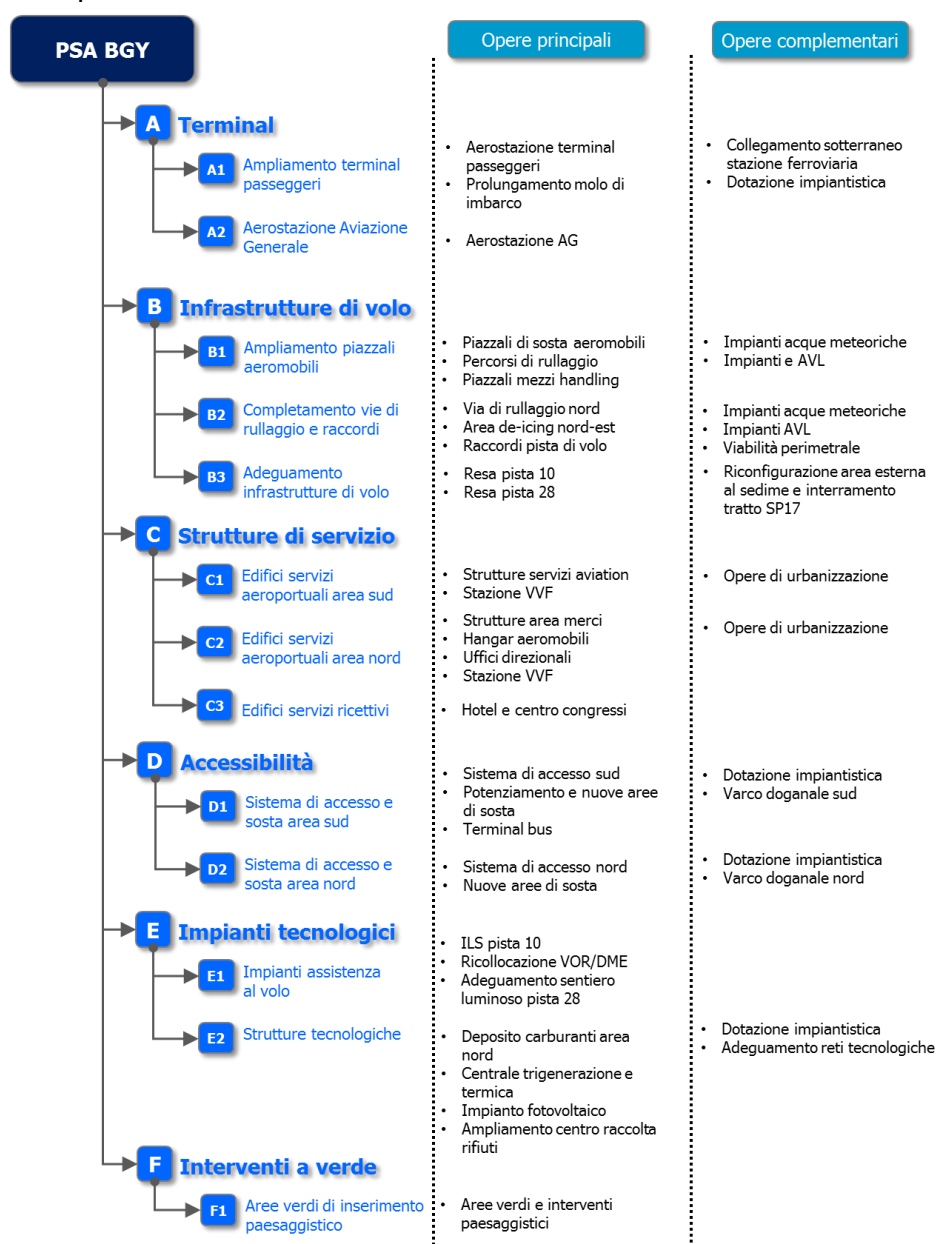 PSA BGY
Opere principali
Opere complementari
A Terminal
A1 Ampliamento terminal
passeggeri
• Aerostazione terminal
passeggeri
• Prolungamento molo di
imbarco
• Collegamento sotterraneo
stazione ferroviaria
• Dotazione impiantistica
A2 Aerostazione Aviazione
Generale
• Aerostazione AG
B Infrastrutture di volo
B1 Ampliamento piazzali
aeromobili
• Piazzali di sosta aeromobili
• Percorsi di rullaggio
• Piazzali mezzi handling
• Impianti acque meteoriche
• Impianti e AVL
B2 Completamento vie di
rullaggio e raccordi
• Via di rullaggio nord
• Area de-icing nord-est
• Raccordi pista di volo
• Impianti acque meteoriche
• Impianti AVL
• Viabilità perimetrale
B3 Adeguamento
infrastrutture di volo
• Resa pista 10
• Resa pista 28
• Riconfigurazione area esterna
al sedime e interramento
tratto SP17
C Strutture di servizio
C1 Edifici servizi
aeroportuali area sud
• Strutture servizi aviation
• Stazione VVF
• Opere di urbanizzazione
C2 Edifici servizi
aeroportuali area nord
• Strutture area merci
• Hangar aeromobili
• Uffici direzionali
• Stazione VVF
• Opere di urbanizzazione
C3 Edifici servizi ricettivi
• Hotel e centro congressi
D Accessibilità
D1 Sistema di accesso e
sosta area sud
• Sistema di accesso sud
• Potenziamento e nuove aree
di sosta
• Terminal bus
• Dotazione impiantistica
• Varco doganale sud
D2 Sistema di accesso e
sosta area nord
• Sistema di accesso nord
• Nuove aree di sosta
• Dotazione impiantistica
• Varco doganale nord
E Impianti tecnologici
E1 Impianti assistenza
al volo
• ILS pista 10
• Ricollocazione VOR/DME
• Adeguamento sentiero
luminoso pista 28
E2 Strutture tecnologiche
• Deposito carburanti area
nord
• Centrale trigenerazione e
termica
• Impianto fotovoltaico
• Ampliamento centro raccolta
rifiuti
• Dotazione impiantistica
• Adeguamento reti tecnologiche
F Interventi a verde
F1 Aree verdi di inserimento
paesaggistico
• Aree verdi e interventi
paesaggistici